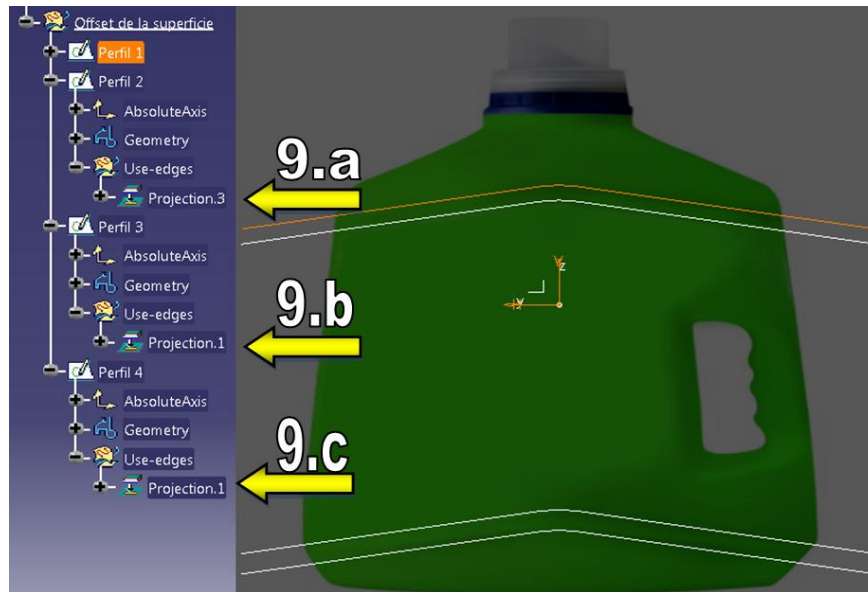 Offset de la superficie
Perfil 1
Perfil 2
AbsoluteAxis
Geometry
Use-edges
9.a
Projection.3
Perfil 3
AbsoluteAxis
Geometry
Use-edges
9.b
Projection.1
Perfil 4
AbsoluteAxis
Geometry
Use-edges
9.c
Projection.1
z
y